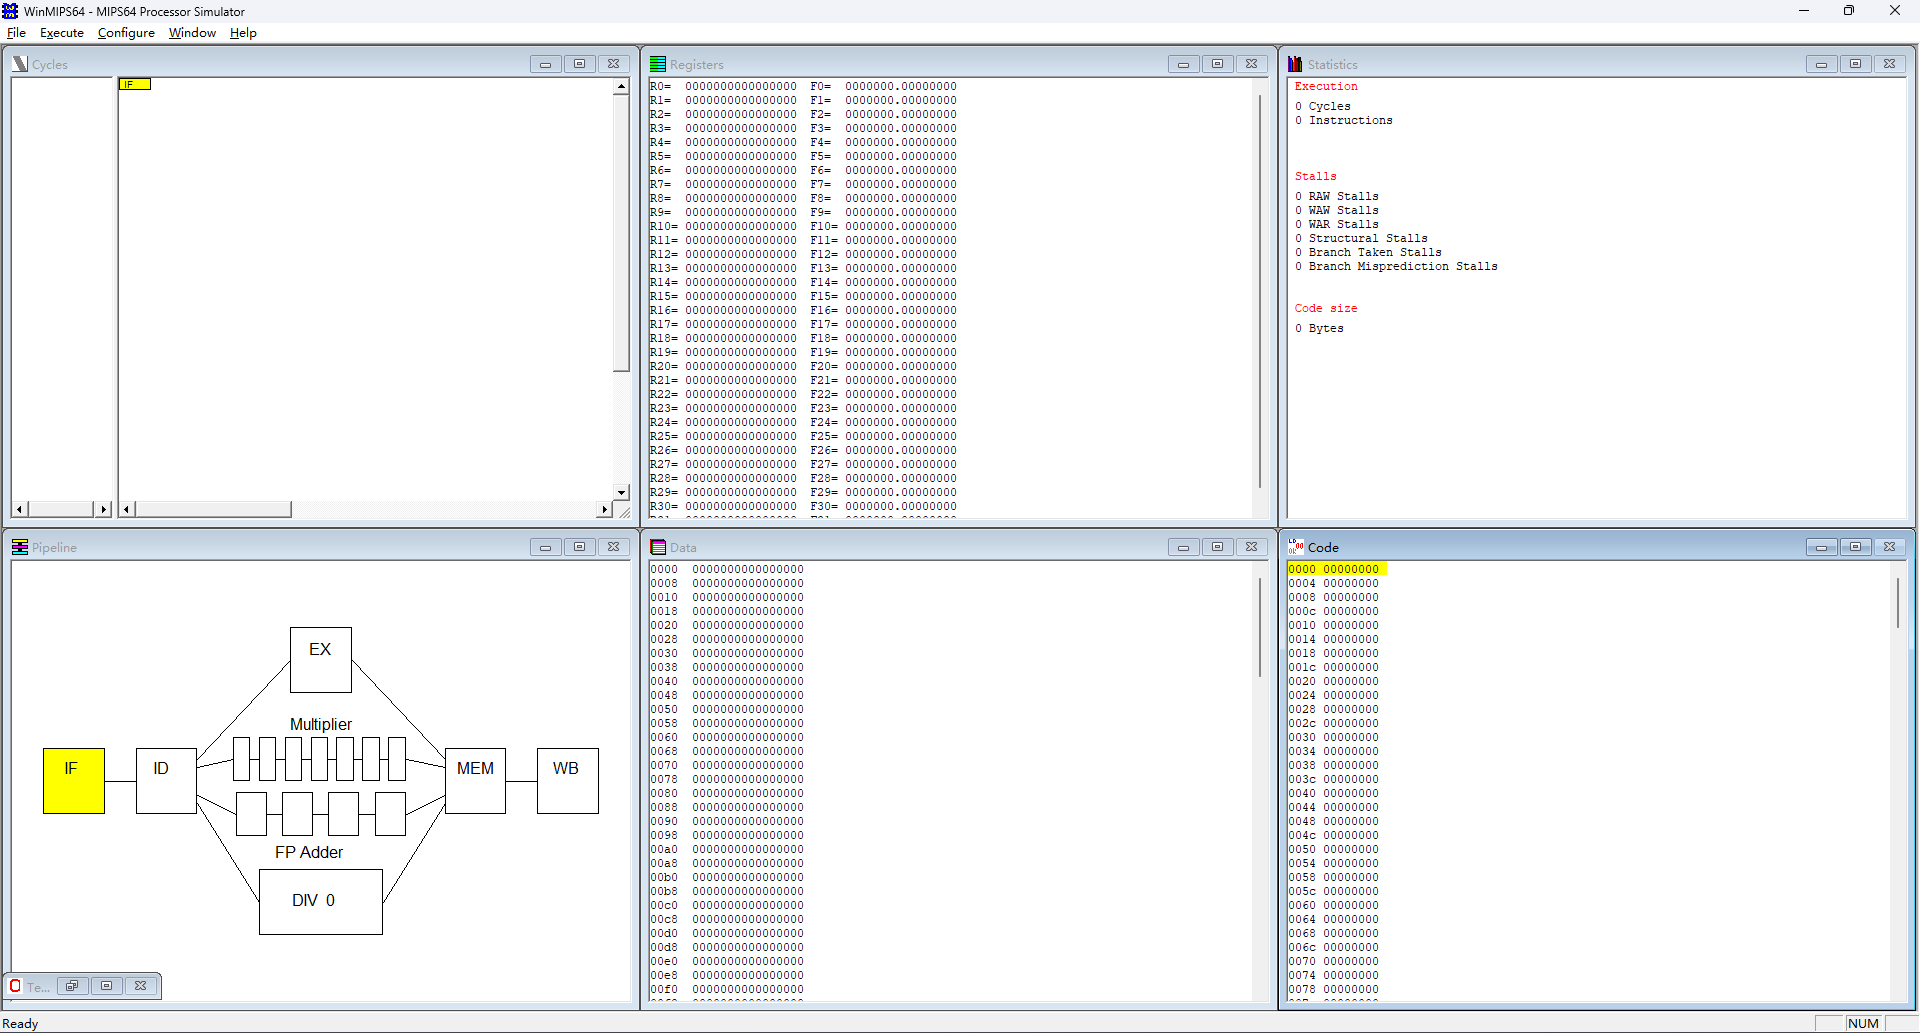 WinMIPS64 - MIPS64 Processor Simulator
File Execute Configure Window Help
Cycles
IF
Registers
R0= 0000000000000000 F0= 0000000.00000000
R1= 0000000000000000 F1= 0000000.00000000
R2= 0000000000000000 F2= 0000000.00000000
R3= 0000000000000000 F3= 0000000.00000000
R4= 0000000000000000 F4= 0000000.00000000
R5= 0000000000000000 F5= 0000000.00000000
R6= 0000000000000000 F6= 0000000.00000000
R7= 0000000000000000 F7= 0000000.00000000
R8= 0000000000000000 F8= 0000000.00000000
R9= 0000000000000000 F9= 0000000.00000000
R10= 0000000000000000 F10= 0000000.00000000
R11= 0000000000000000 F11= 0000000.00000000
R12= 0000000000000000 F12= 0000000.00000000
R13= 0000000000000000 F13= 0000000.00000000
R14= 0000000000000000 F14= 0000000.00000000
R15= 0000000000000000 F15= 0000000.00000000
R16= 0000000000000000 F16= 0000000.00000000
R17= 0000000000000000 F17= 0000000.00000000
R18= 0000000000000000 F18= 0000000.00000000
R19= 0000000000000000 F19= 0000000.00000000
R20= 0000000000000000 F20= 0000000.00000000
R21= 0000000000000000 F21= 0000000.00000000
R22= 0000000000000000 F22= 0000000.00000000
R23= 0000000000000000 F23= 0000000.00000000
R24= 0000000000000000 F24= 0000000.00000000
R25= 0000000000000000 F25= 0000000.00000000
R26= 0000000000000000 F26= 0000000.00000000
R27= 0000000000000000 F27= 0000000.00000000
R28= 0000000000000000 F28= 0000000.00000000
R29= 0000000000000000 F29= 0000000.00000000
R30= 0000000000000000 F30= 0000000.00000000
Statistics
Execution
0 Cycles
0 Instructions
Stalls
0 RAW Stalls
0 WAW Stalls
0 WAR Stalls
0 Structural Stalls
0 Branch Taken Stalls
0 Branch Misprediction Stalls
Code size
0 Bytes
Pipeline
EX
Multiplier
IF ID MEM WB
FP Adder
DIV 0
Te...
Data
0000 0000000000000000
0008 0000000000000000
0010 0000000000000000
0018 0000000000000000
0020 0000000000000000
0028 0000000000000000
0030 0000000000000000
0038 0000000000000000
0040 0000000000000000
0048 0000000000000000
0050 0000000000000000
0058 0000000000000000
0060 0000000000000000
0068 0000000000000000
0070 0000000000000000
0078 0000000000000000
0080 0000000000000000
0088 0000000000000000
0090 0000000000000000
0098 0000000000000000
00a0 0000000000000000
00a8 0000000000000000
00b0 0000000000000000
00b8 0000000000000000
00c0 0000000000000000
00c8 0000000000000000
00d0 0000000000000000
00d8 0000000000000000
00e0 0000000000000000
00e8 0000000000000000
00f0 0000000000000000
Code
0000 00000000
0004 00000000
0008 00000000
000c 00000000
0010 00000000
0014 00000000
0018 00000000
001c 00000000
0020 00000000
0024 00000000
0028 00000000
002c 00000000
0030 00000000
0034 00000000
0038 00000000
003c 00000000
0040 00000000
0044 00000000
0048 00000000
004c 00000000
0050 00000000
0054 00000000
0058 00000000
005c 00000000
0060 00000000
0064 00000000
0068 00000000
006c 00000000
0070 00000000
0074 00000000
0078 00000000
Ready
NUM